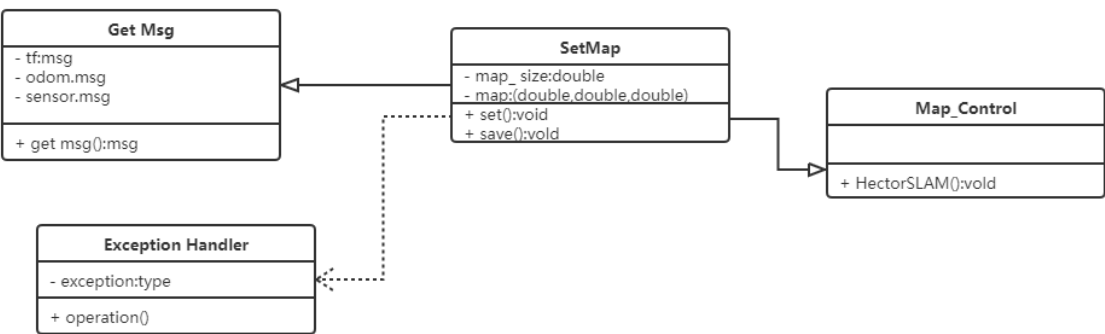 Get Msg
- tf:msg
- odom.msg
- sensor.msg
+ get msg():msg
SetMap
- map_ size:double
- map:(double,double,double)
+ set():void
+ save():vold
Map_Control
+ HectorSLAM():vold
Exception Handler
- exception:type
+ operation()